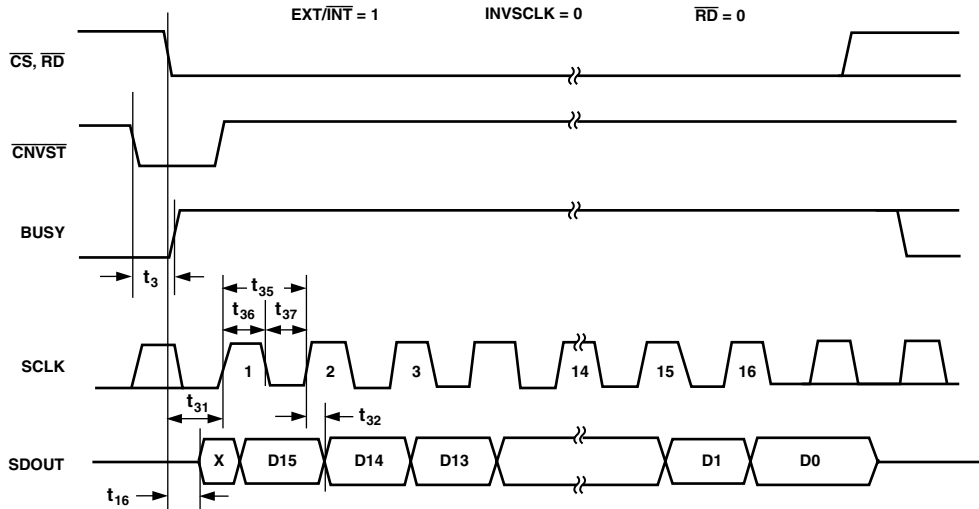 EXT/INT = 1 INVSCLK = 0 RD = 0
CS, RD
CNVST
BUSY
t3
t35
t36 t37
SCLK 1 2 3 14 15 16
t31
t32
SDOUT X D15 D14 D13 D1 D0
t16